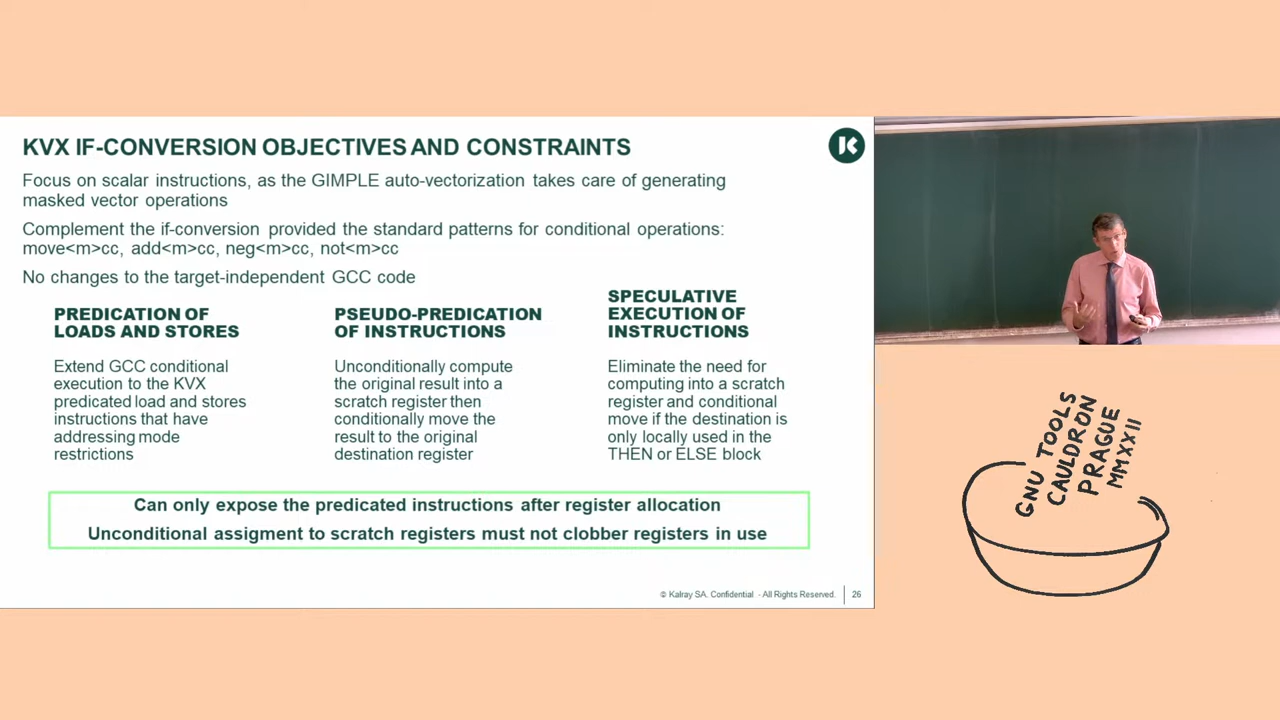 KVX IF-CONVERSION OBJECTIVES AND CONSTRAINTS
Focus on scalar instructions, as the GIMPLE auto-vectorization takes care of generating
masked vector operations
Complement the if-conversion provided the standard patterns for conditional operations:
move<m>cc, add<m>cc, neg<m>cc, not<m>cc
No changes to the target-independent GCC code
PREDICATION OF
LOADS AND STORES
Extend GCC conditional
execution to the KVX
predicated load and stores
instructions that have
addressing mode
restrictions
PSEUDO-PREDICATION
OF INSTRUCTIONS
Unconditionally compute
the original result into a
scratch register then
conditionally move the
result to the original
destination register
SPECULATIVE
EXECUTION OF
INSTRUCTIONS
Eliminate the need for
computing into a scratch
register and conditional
move if the destination is
only locally used in the
THEN or ELSE block
Can only expose the predicated instructions after register allocation
Unconditional assigment to scratch registers must not clobber registers in use
© Kalray SA. Confidential - All Rights Reserved.
26
GNU TOOLS
CAULDRON
PRAGUE
MMXXII